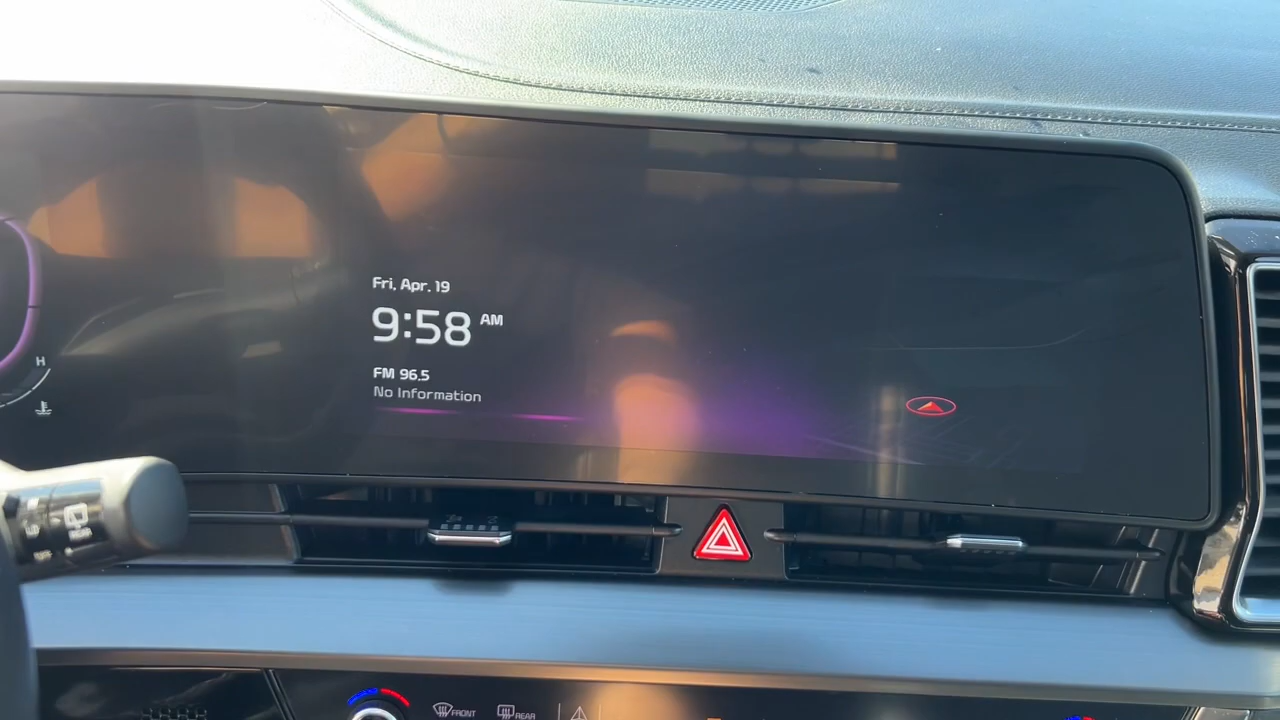 Fri, Apr. 19
9:58 AM
FM 96.5
No Information
H
FRONT
REAR